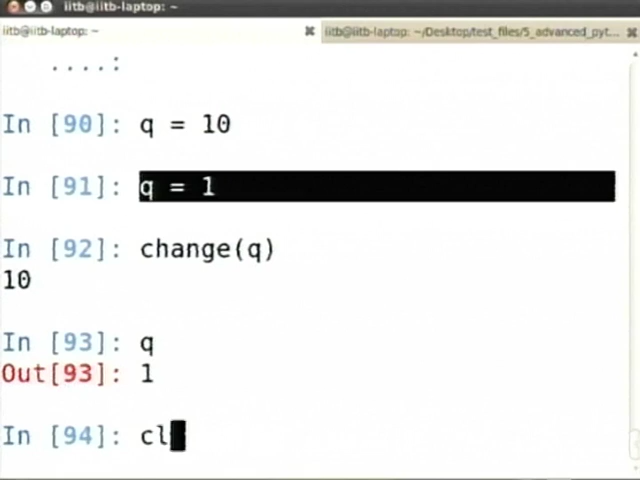 iitb@iitb-laptop: ~
iitb@iitb-laptop: ~ iitb@iitb-laptop: ~/Desktop/test_files/5_advanced_pyt...
....:
In [90]: q = 10
In [91]: q = 1
In [92]: change(q)
10
In [93]: q
Out[93]: 1
In [94]: cl